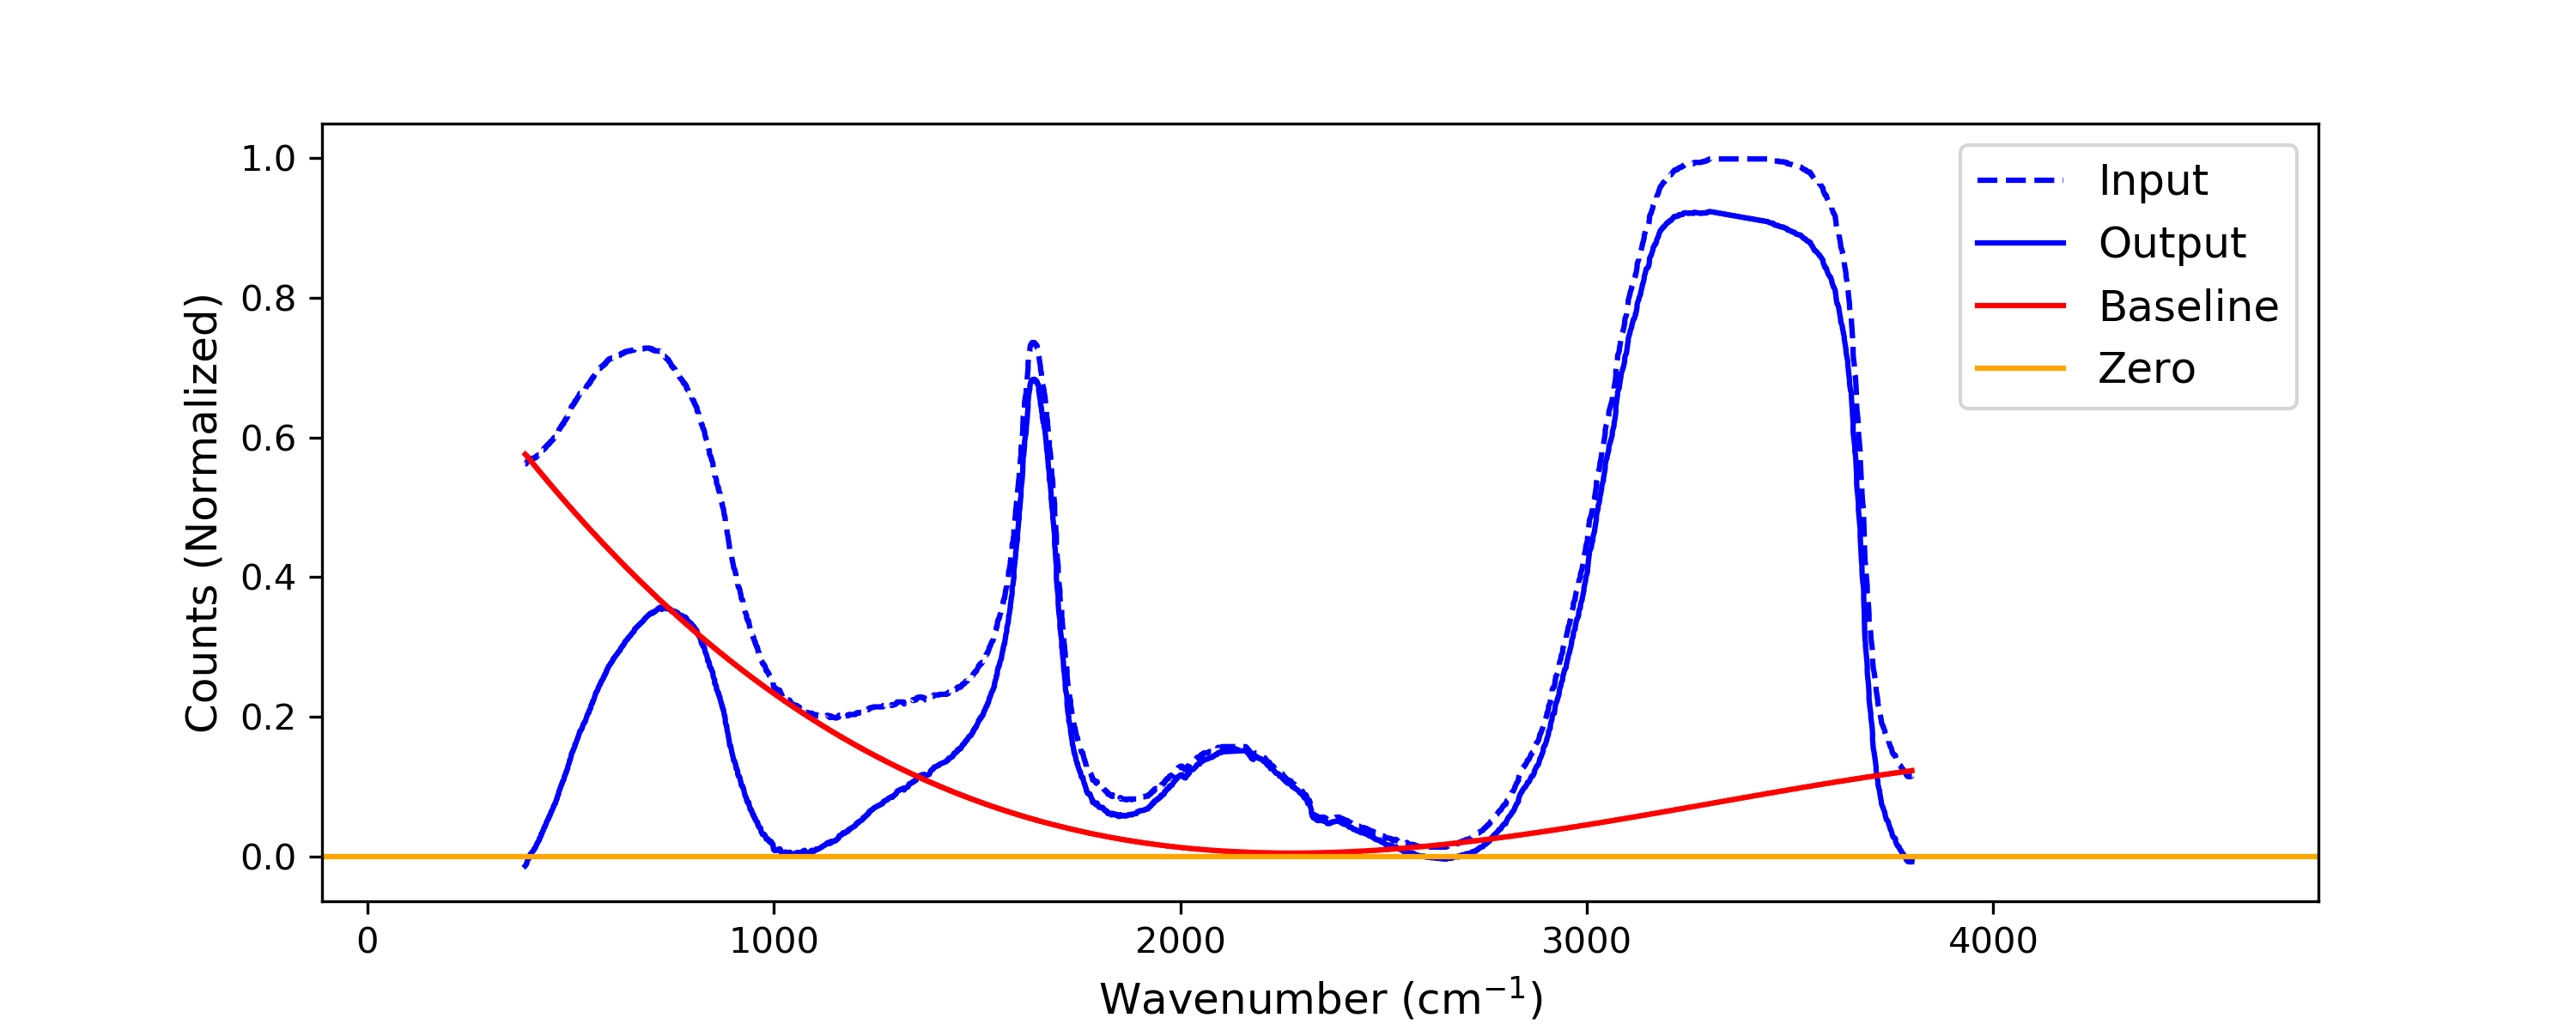 1.0
0.8
0.6
0.4
0.2
0.0
Counts (Normalized)
0
1000
2000
3000
4000
Wavenumber (cm⁻¹)
Input
Output
Baseline
Zero